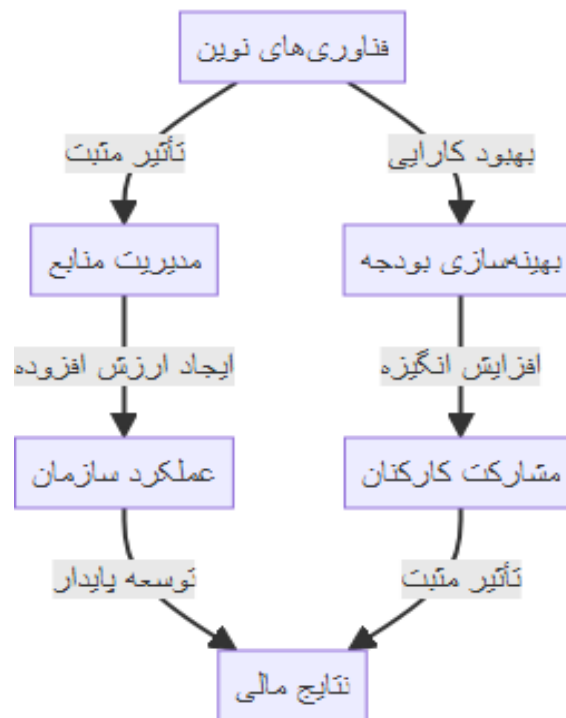 فناوری‌های نوین
بهبود کارایی
تأثیر مثبت
بهینه‌سازی بودجه
مدیریت منابع
افزایش انگیزه
ایجاد ارزش افزوده
مشارکت کارکنان
عملکرد سازمان
تأثیر مثبت
توسعه پایدار
نتایج مالی